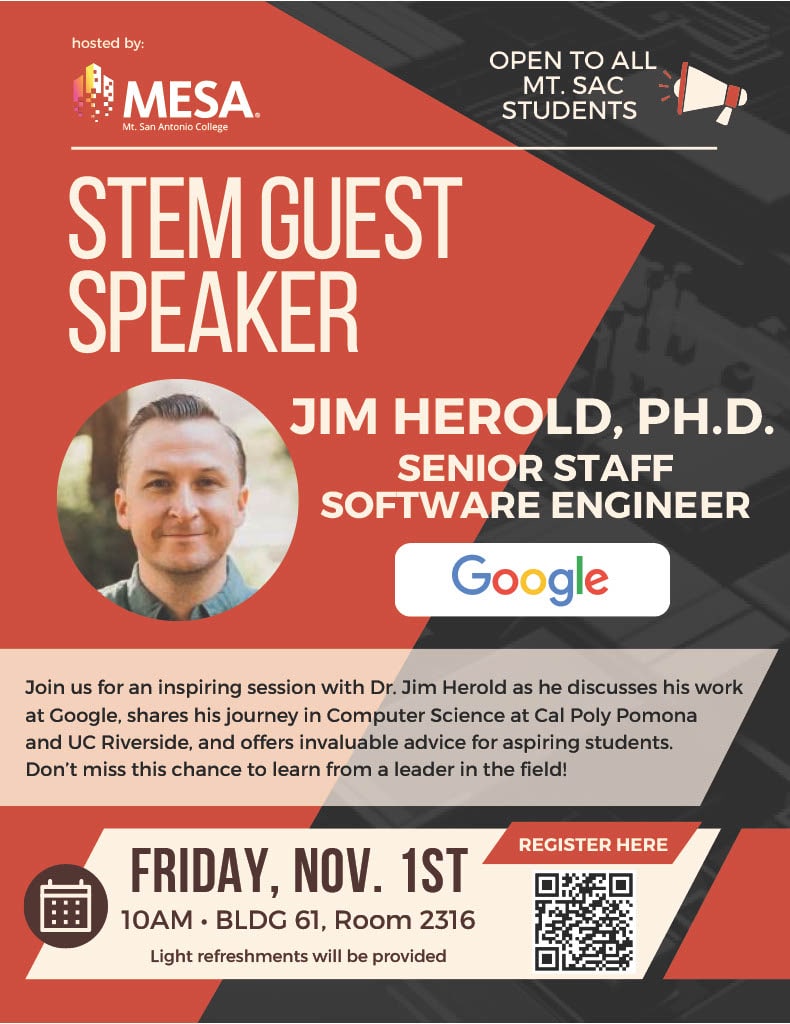 hosted by:
MESA®
Mt. San Antonio College
OPEN TO ALL
MT. SAC
STUDENTS
STEM GUEST
SPEAKER
JIM HEROLD, PH.D.
SENIOR STAFF
SOFTWARE ENGINEER
Google
Join us for an inspiring session with Dr. Jim Herold as he discusses his work
at Google, shares his journey in Computer Science at Cal Poly Pomona
and UC Riverside, and offers invaluable advice for aspiring students.
Don’t miss this chance to learn from a leader in the field!
FRIDAY, NOV. 1ST
10AM • BLDG 61, Room 2316
Light refreshments will be provided
REGISTER HERE